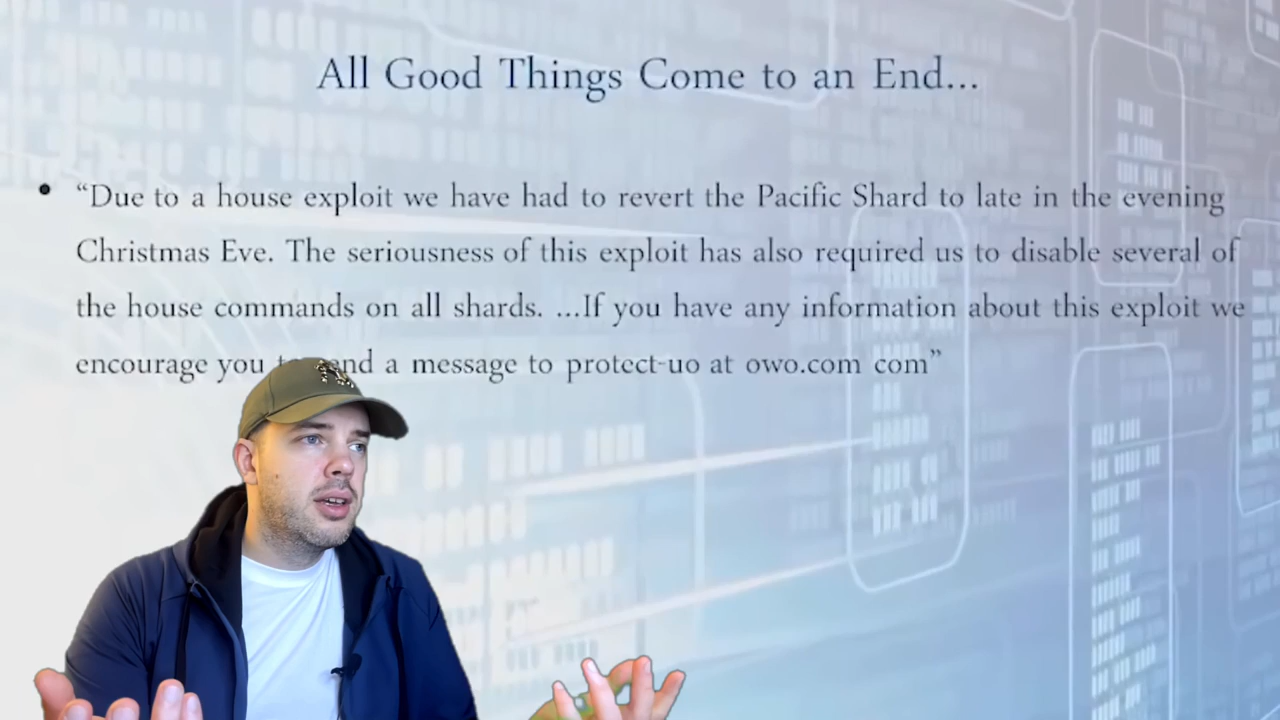 All Good Things Come to an End...
• “Due to a house exploit we have had to revert the Pacific Shard to late in the evening
Christmas Eve. The seriousness of this exploit has also required us to disable several of
the house commands on all shards. ...If you have any information about this exploit we
encourage you a message to protect-uo at owo.com com”